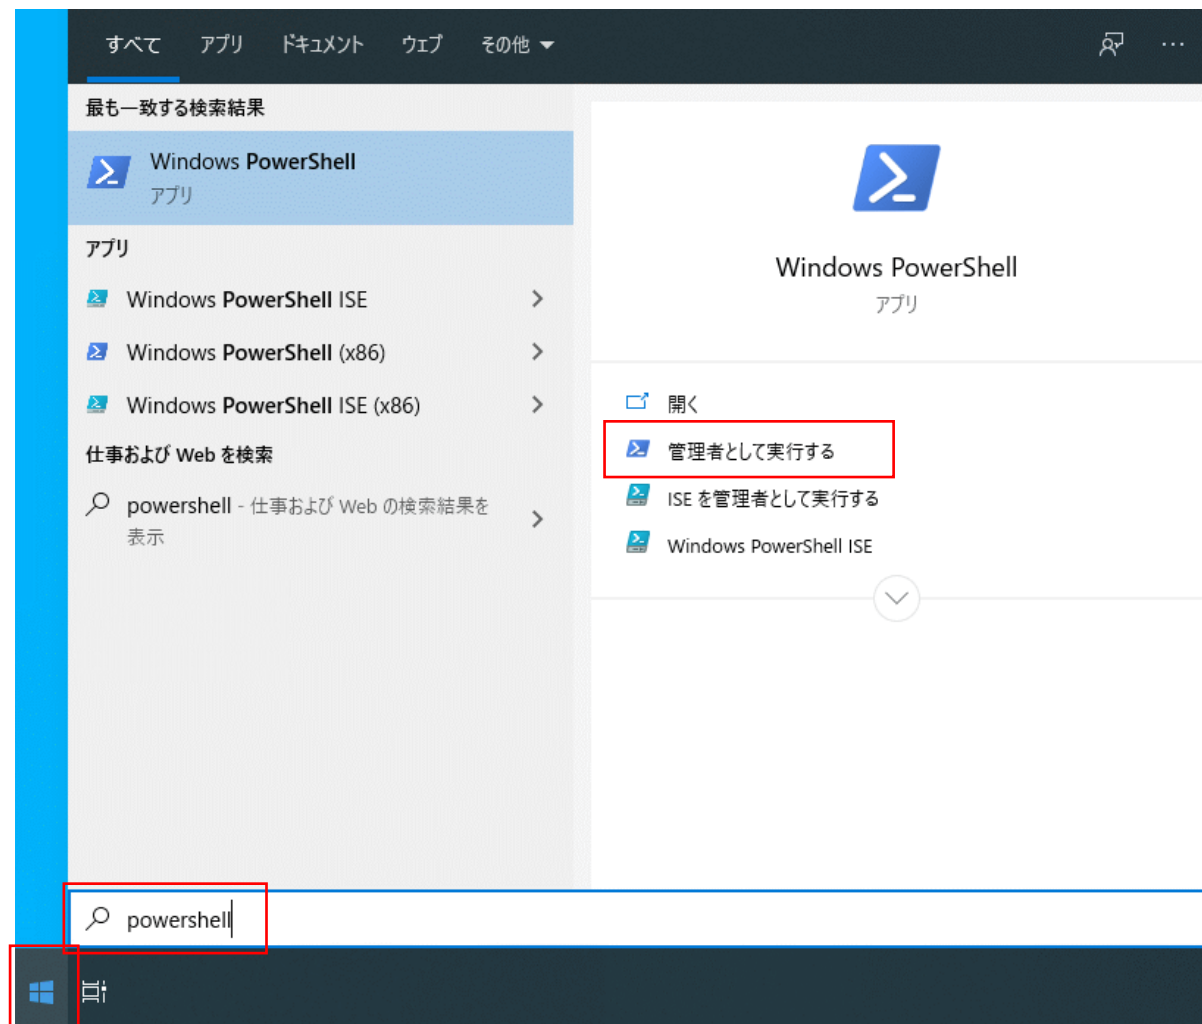 すべて アプリ ドキュメント ウェブ その他
最も一致する検索結果
Windows PowerShell
アプリ
アプリ
Windows PowerShell ISE
Windows PowerShell (x86)
Windows PowerShell ISE (x86)
仕事および Web を検索
powershell - 仕事および Web の検索結果を
表示
Windows PowerShell
アプリ
開く
管理者として実行する
ISE を管理者として実行する
Windows PowerShell ISE
powershell